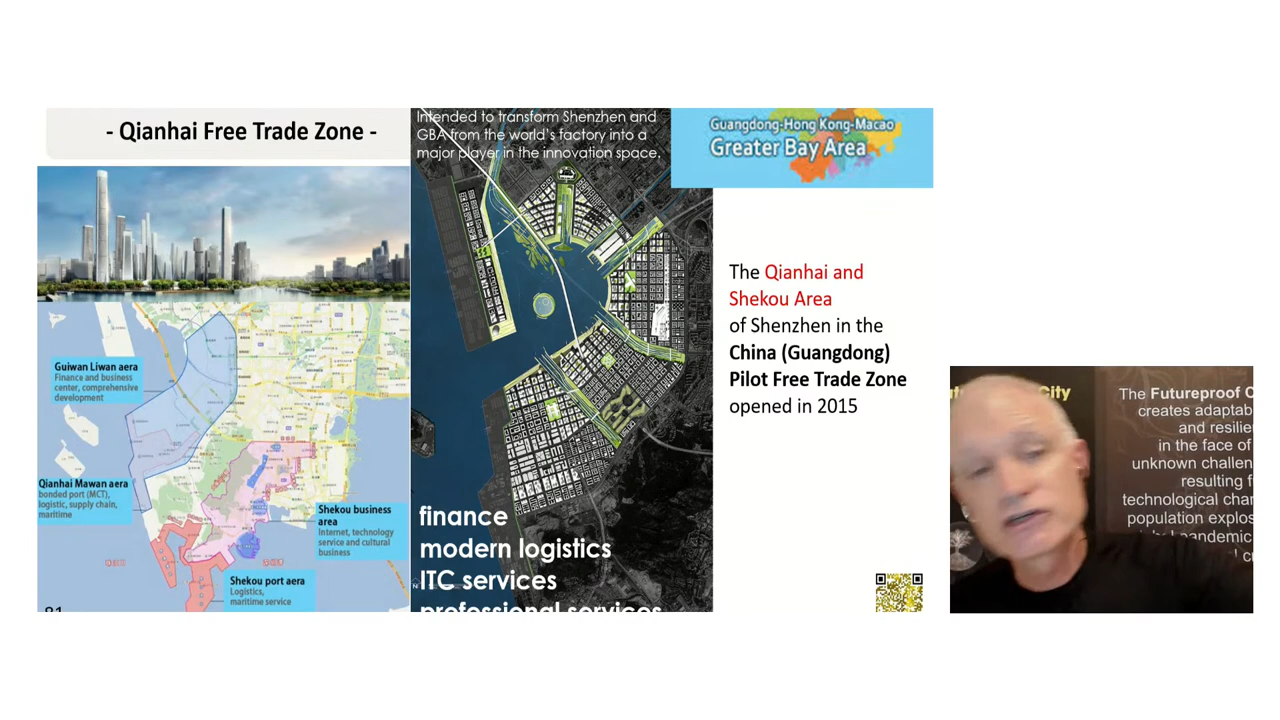 - Qianhai Free Trade Zone -
Guiwan Liwan aera
Finance and business
center, comprehensive
development
Qianhai Mawan aera
bonded port (MCT),
logistic, supply chain,
maritime
Shekou business
area
Internet, technology
service and cultural
business
Shekou port aera
Logistics,
maritime service
81
Intended to transform Shenzhen and
GBA from the world's factory into a
major player in the innovation space.
finance
modern logistics
ITC services
professional services
Guangdong-Hong Kong-Macao
Greater Bay Area
The Qianhai and
Shekou Area
of Shenzhen in the
China (Guangdong)
Pilot Free Trade Zone
opened in 2015
City
The Futureproof C
creates adaptab
and resilie
in the face of
unknown challen
resulting f
technological cha
population explos
pandemic